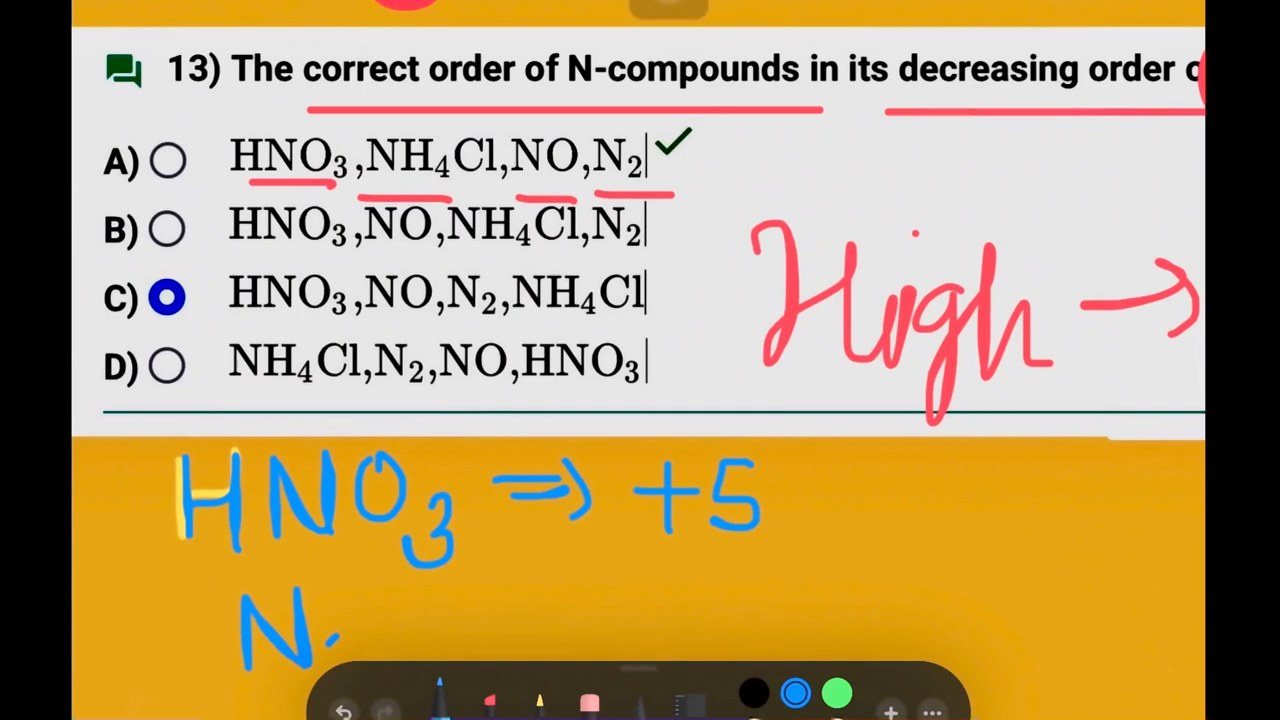 13) The correct order of N-compounds in its decreasing order
A) HNO₃,NH₄Cl,NO,N₂|
B) HNO₃,NO,NH₄Cl,N₂|
C) HNO₃,NO,N₂,NH₄Cl|
D) NH₄Cl,N₂,NO,HNO₃|
High →
HNO₃ ⇒ +5
N